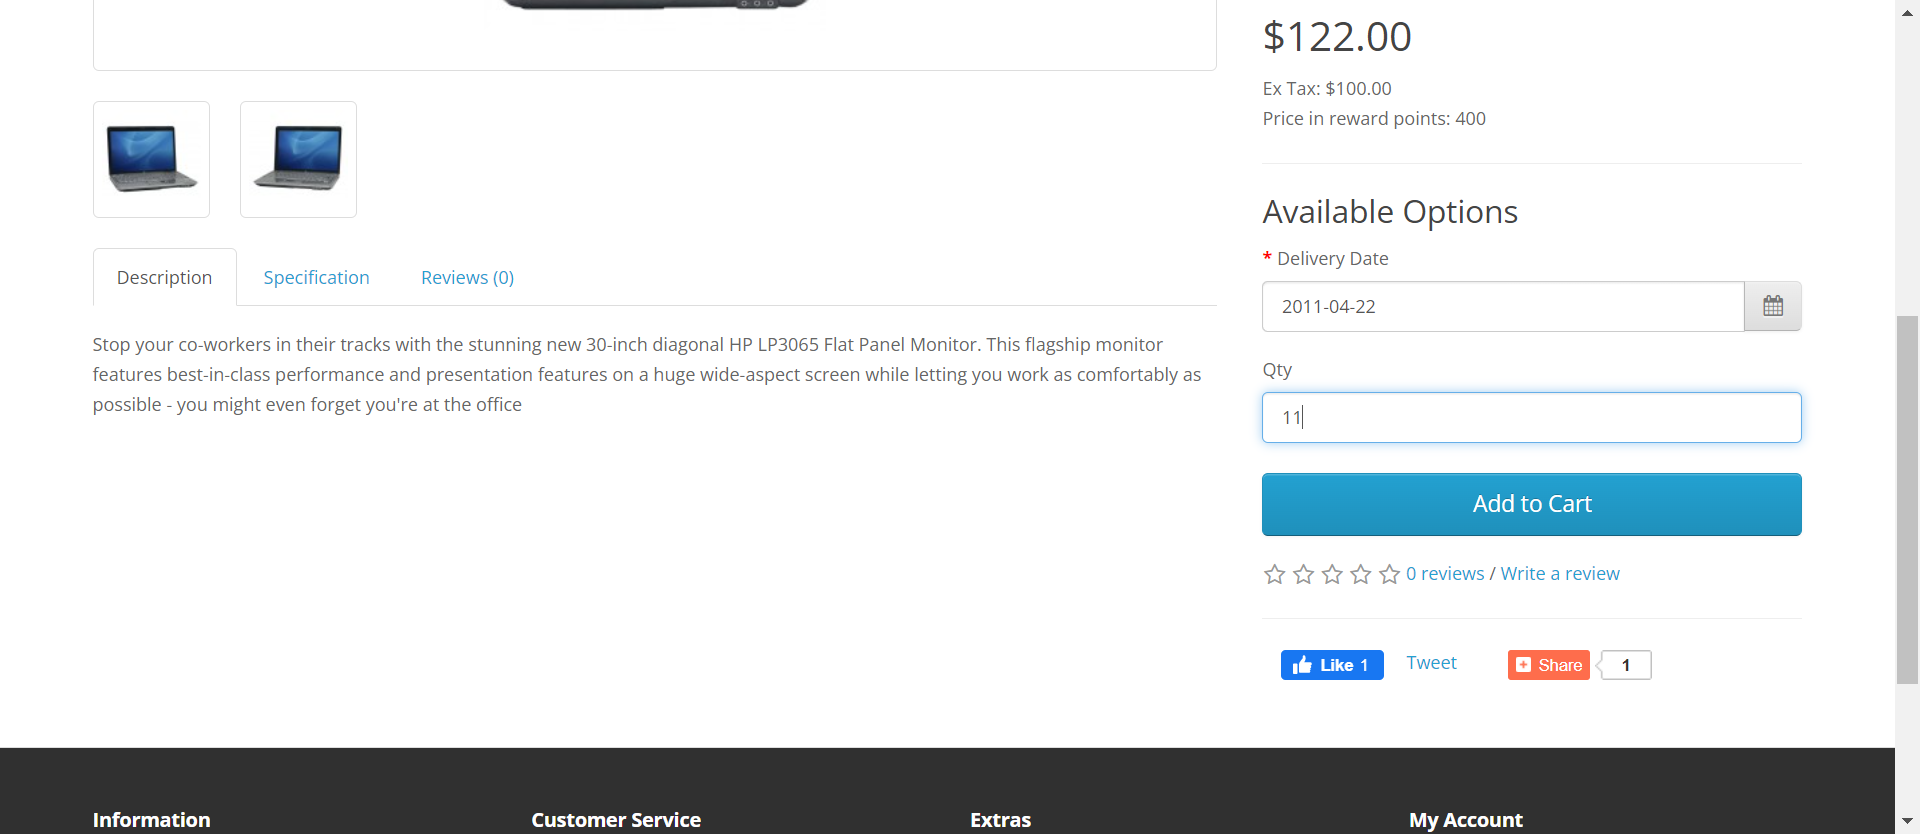 $122.00
Ex Tax: $100.00
Price in reward points: 400
Available Options
* Delivery Date
2011-04-22
Qty
11
Add to Cart
0 reviews / Write a review
Like 1
Tweet
Share
1
Description
Specification
Reviews (0)
Stop your co-workers in their tracks with the stunning new 30-inch diagonal HP LP3065 Flat Panel Monitor. This flagship monitor
features best-in-class performance and presentation features on a huge wide-aspect screen while letting you work as comfortably as
possible - you might even forget you're at the office
Information
Customer Service
Extras
My Account